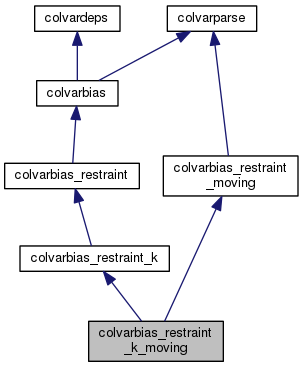 colvardeps
colvarparse
colvarbias
colvarbias_restraint
colvarbias_restraint
_moving
colvarbias_restraint_k
colvarbias_restraint
_k_moving